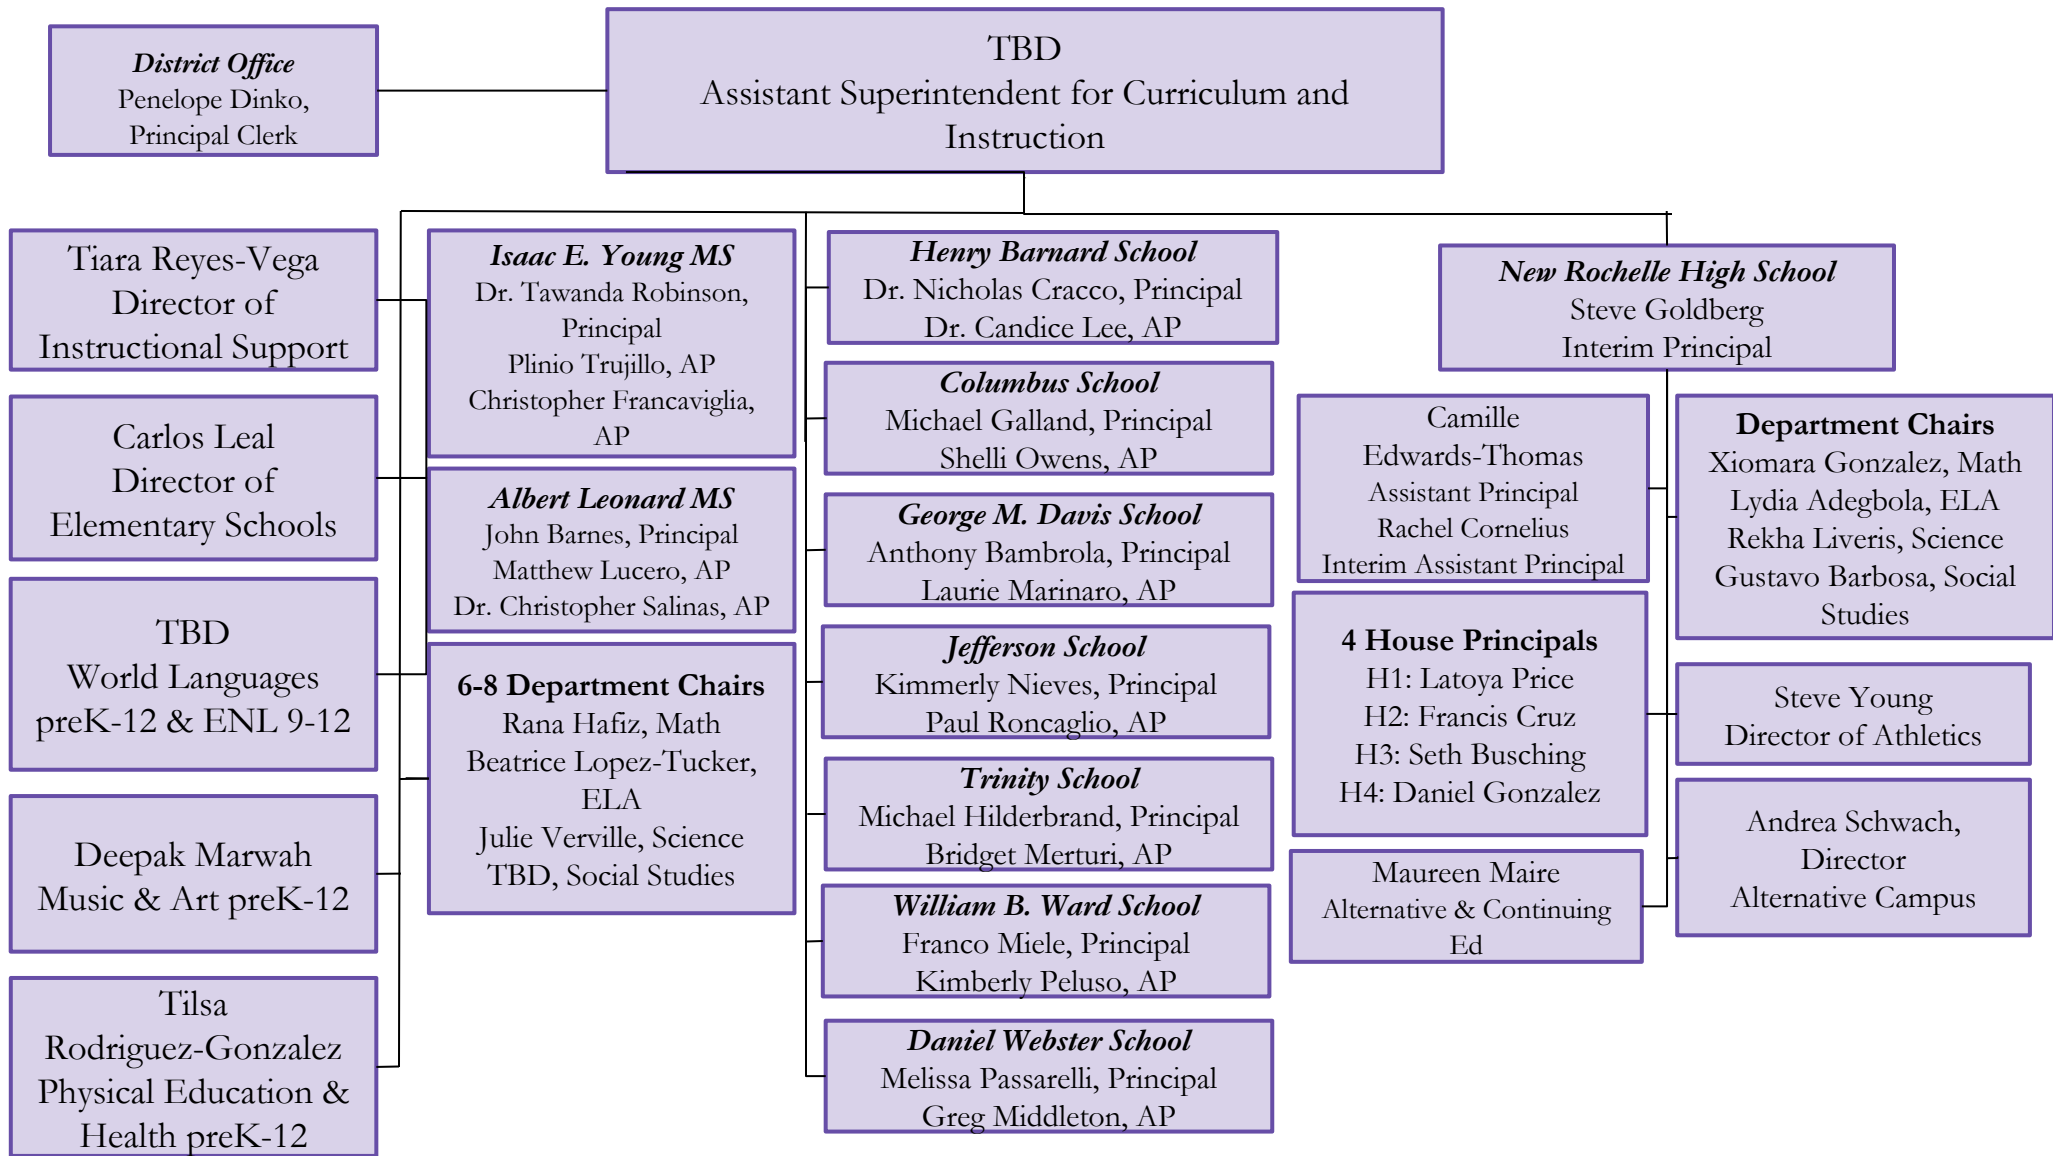 District Office
Penelope Dinko,
Principal Clerk
TBD
Assistant Superintendent for Curriculum and
Instruction
Tiara Reyes-Vega
Director of
Instructional Support
Carlos Leal
Director of
Elementary Schools
TBD
World Languages
preK-12 & ENL 9-12
Deepak Marwah
Music & Art preK-12
Tilsa
Rodriguez-Gonzalez
Physical Education &
Health preK-12
Isaac E. Young MS
Dr. Tawanda Robinson,
Principal
Plinio Trujillo, AP
Christopher Francaviglia,
AP
Albert Leonard MS
John Barnes, Principal
Matthew Lucero, AP
Dr. Christopher Salinas, AP
6-8 Department Chairs
Rana Hafiz, Math
Beatrice Lopez-Tucker,
ELA
Julie Verville, Science
TBD, Social Studies
Henry Barnard School
Dr. Nicholas Cracco, Principal
Dr. Candice Lee, AP
Columbus School
Michael Galland, Principal
Shelli Owens, AP
George M. Davis School
Anthony Bambrola, Principal
Laurie Marinaro, AP
Jefferson School
Kimmerly Nieves, Principal
Paul Roncaglio, AP
Trinity School
Michael Hilderbrand, Principal
Bridget Merturi, AP
William B. Ward School
Franco Miele, Principal
Kimberly Peluso, AP
Daniel Webster School
Melissa Passarelli, Principal
Greg Middleton, AP
New Rochelle High School
Steve Goldberg
Interim Principal
Camille
Edwards-Thomas
Assistant Principal
Rachel Cornelius
Interim Assistant Principal
4 House Principals
H1: Latoya Price
H2: Francis Cruz
H3: Seth Busching
H4: Daniel Gonzalez
Maureen Maire
Alternative & Continuing
Ed
Department Chairs
Xiomara Gonzalez, Math
Lydia Adegbola, ELA
Rekha Liveris, Science
Gustavo Barbosa, Social
Studies
Steve Young
Director of Athletics
Andrea Schwach,
Director
Alternative Campus